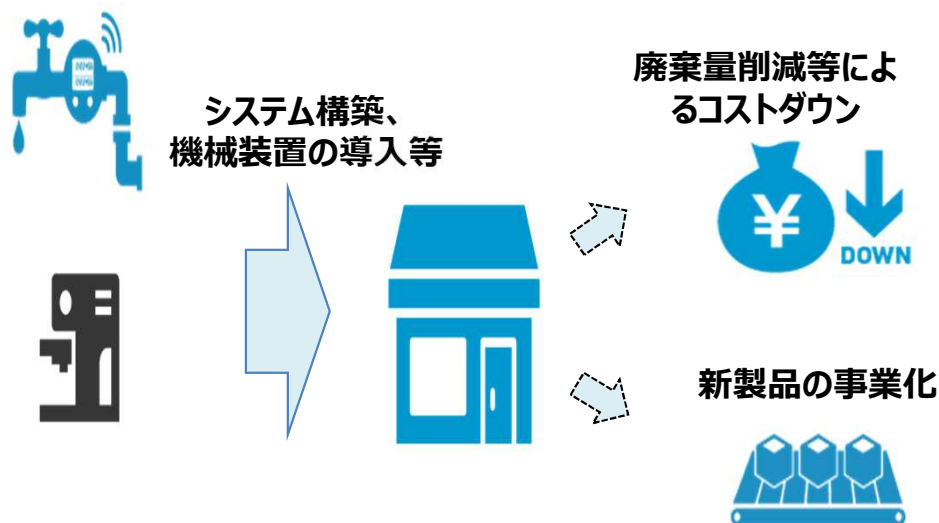 システム構築、
機械装置の導入等
廃棄量削減等によ
るコストダウン
¥
DOWN
新製品の事業化